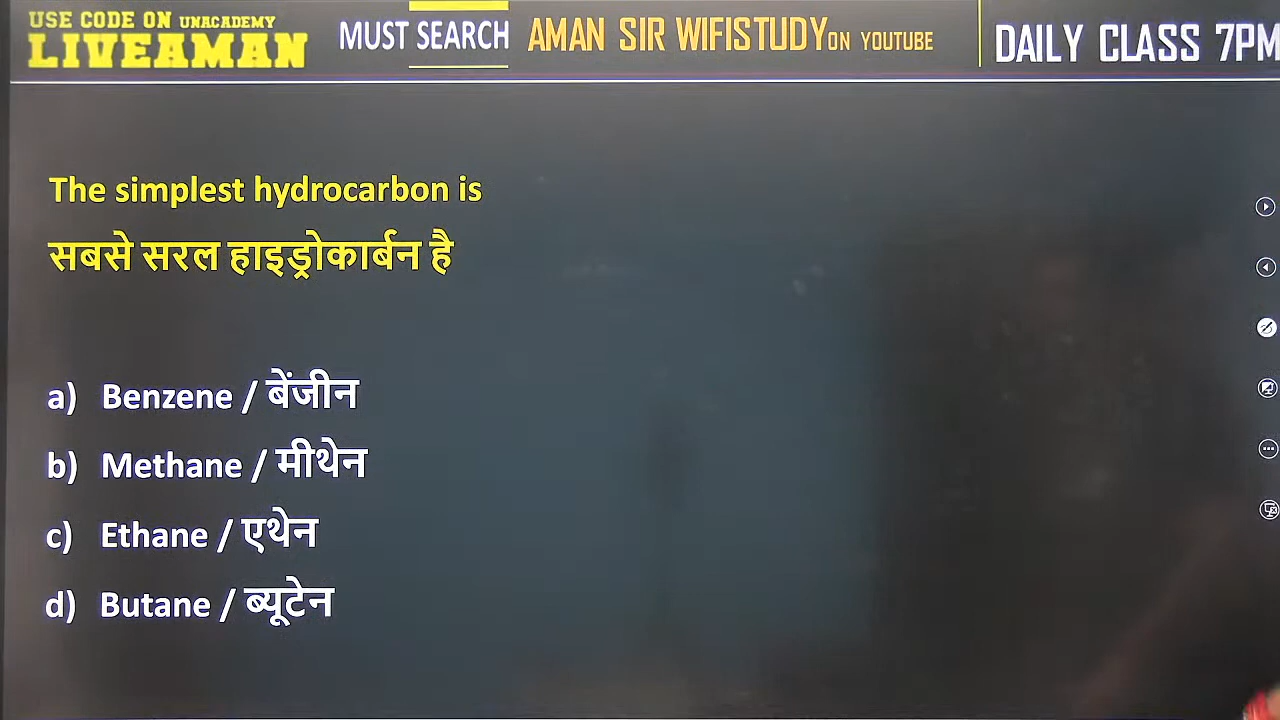 USE CODE ON UNACADEMY
LIVEAMAN
MUST SEARCH
AMAN SIR WIFISTUDY ON YOUTUBE
DAILY CLASS 7PM
The simplest hydrocarbon is
सबसे सरल हाइड्रोकार्बन है
a) Benzene / बेंजीन
b) Methane / मीथेन
c) Ethane / एथेन
d) Butane / ब्यूटेन